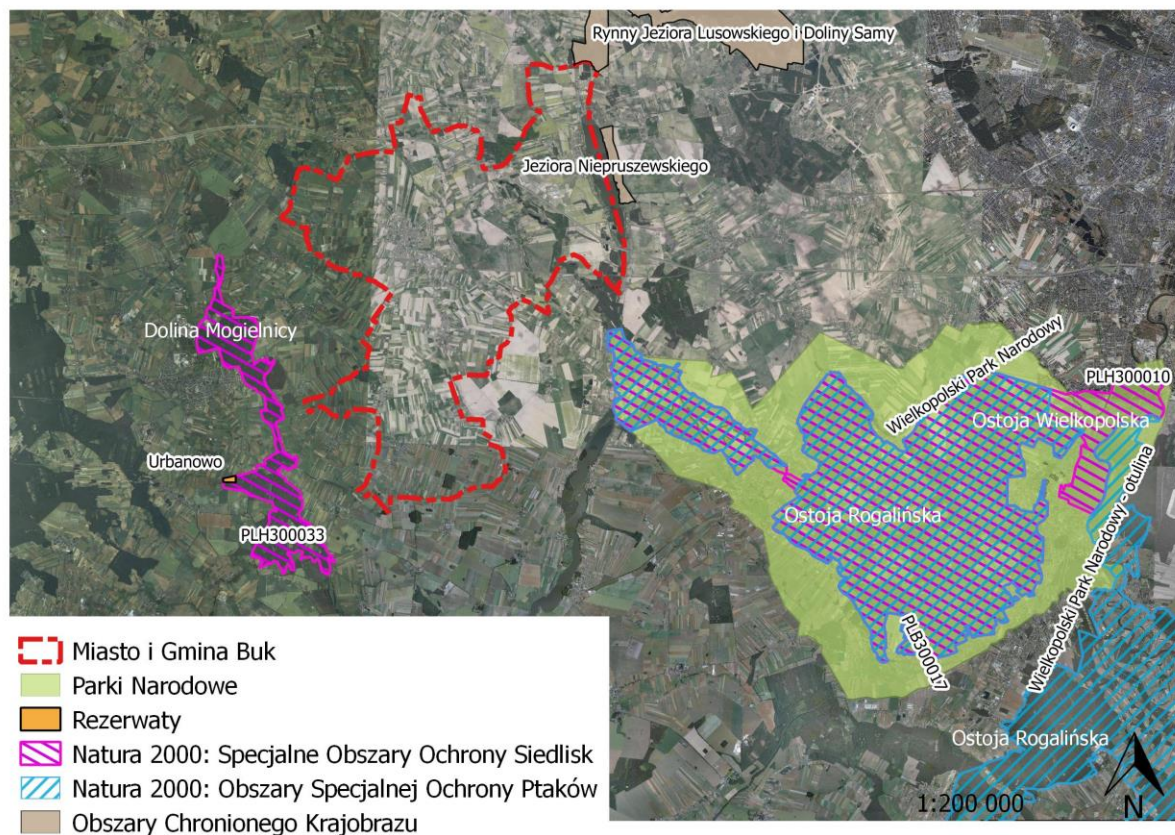 Rynny Jeziora Lusowskiego i Doliny Samy
Jeziora Niepruszewskiego
Dolina Mogielnicy
Wielkopolski Park Narodowy
PLH300010
Ostoja Wielkopolska
Urbanowo
Ostoja Rogalińska
PLH300033
Wielkopolski Park Narodowy - otulina
PLB300017
Ostoja Rogalińska
Miasto i Gmina Buk
Parki Narodowe
Rezerwaty
Natura 2000: Specjalne Obszary Ochrony Siedlisk
Natura 2000: Obszary Specjalnej Ochrony Ptaków
Obszary Chronionego Krajobrazu
1:200 000
N